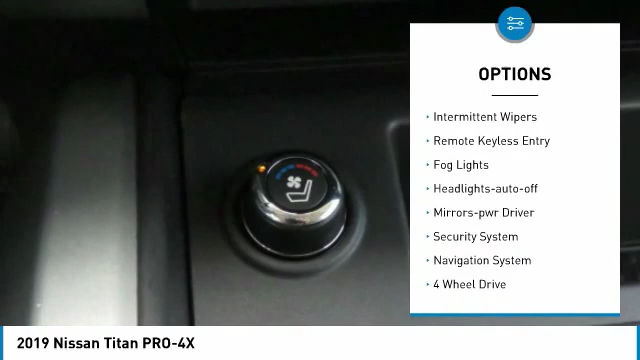 OPTIONS
Intermittent Wipers
Remote Keyless Entry
Fog Lights
Headlights-auto-off
Mirrors-pwr Driver
Security System
Navigation System
4 Wheel Drive
2019 Nissan Titan PRO-4X